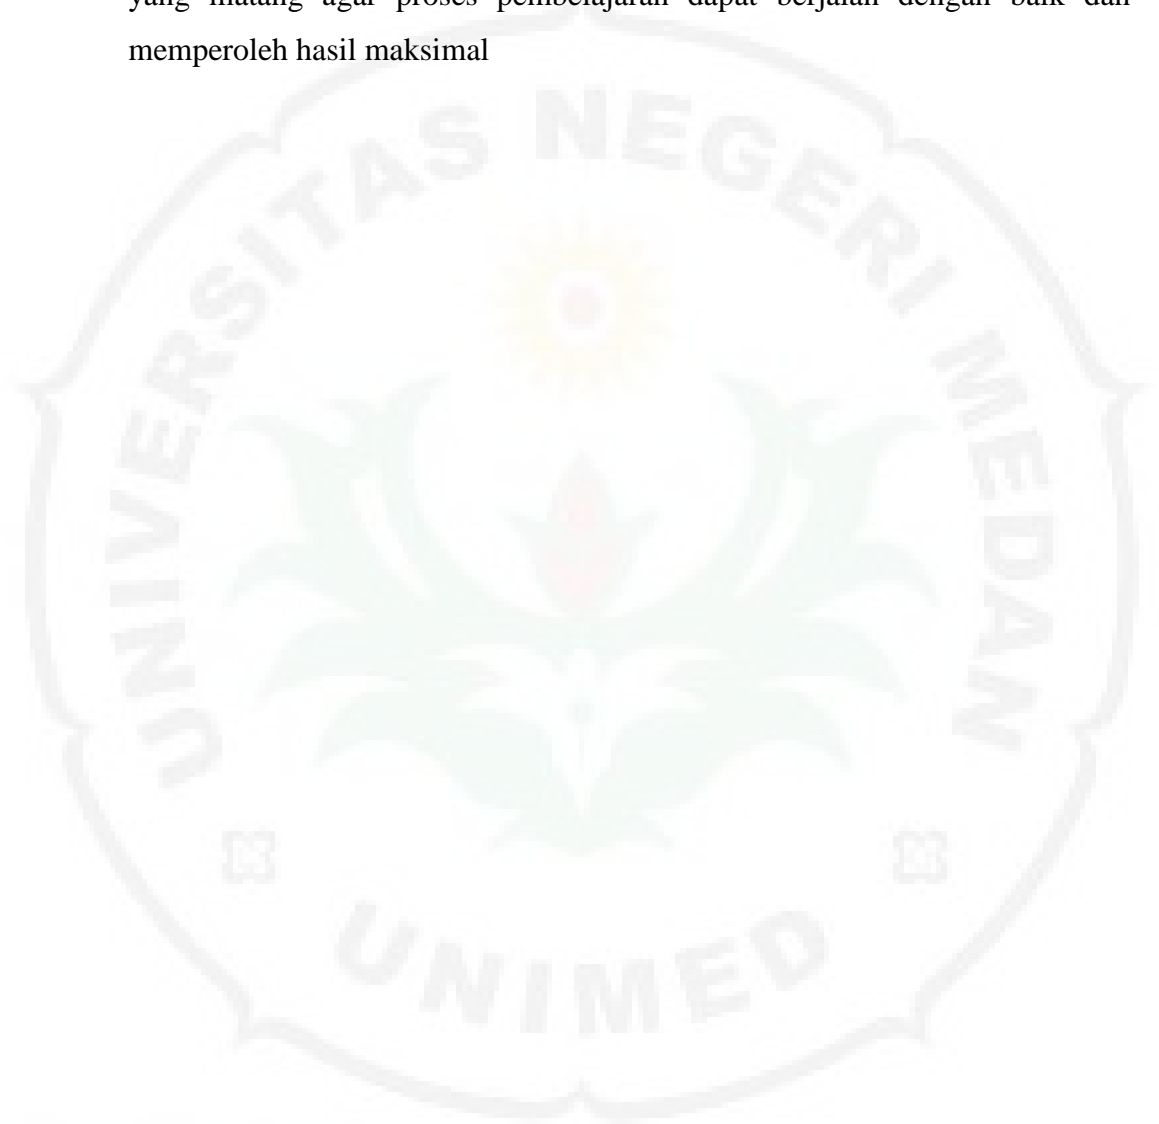 yang matang agar proses pembelajaran dapat berjalan dengan baik dan
memperoleh hasil maksimal
UNIVERSITAS NEGERI MEDAN
UNIMED